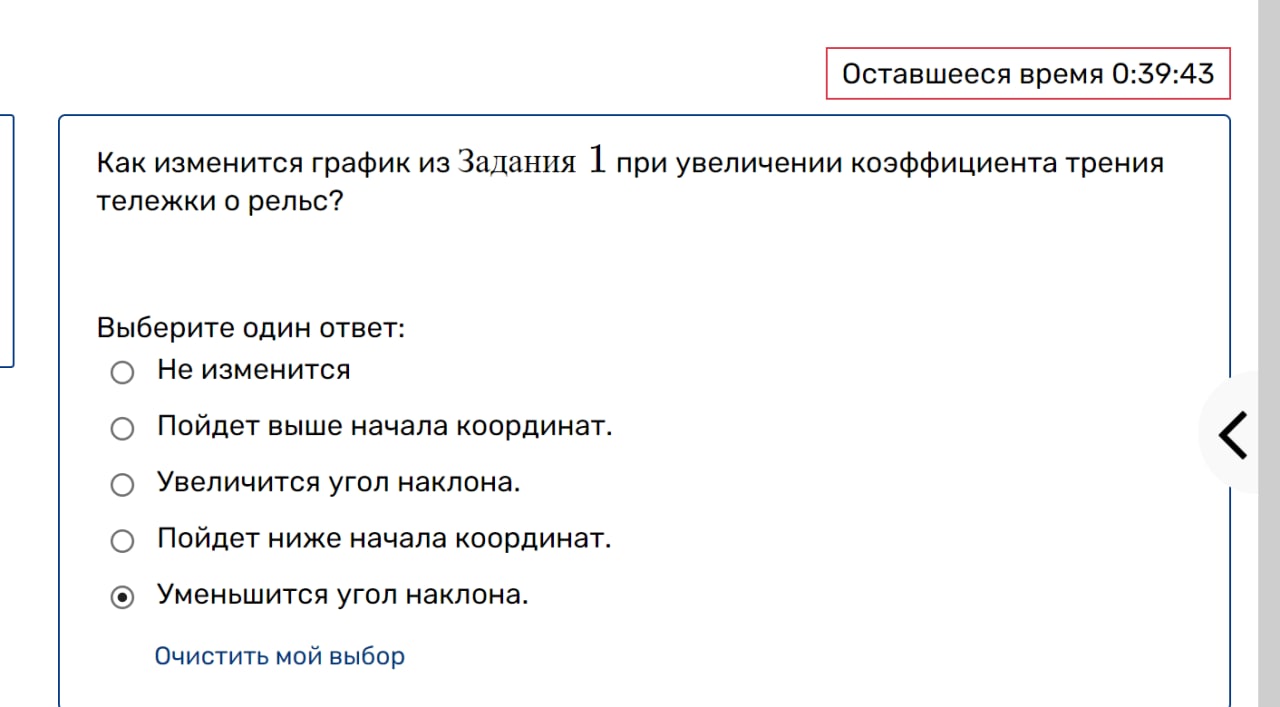 Оставшееся время 0:39:43
Как изменится график из Задания 1 при увеличении коэффициента трения
тележки о рельс?
Выберите один ответ:
Не изменится
Пойдет выше начала координат.
Увеличится угол наклона.
Пойдет ниже начала координат.
Уменьшится угол наклона.
Очистить мой выбор